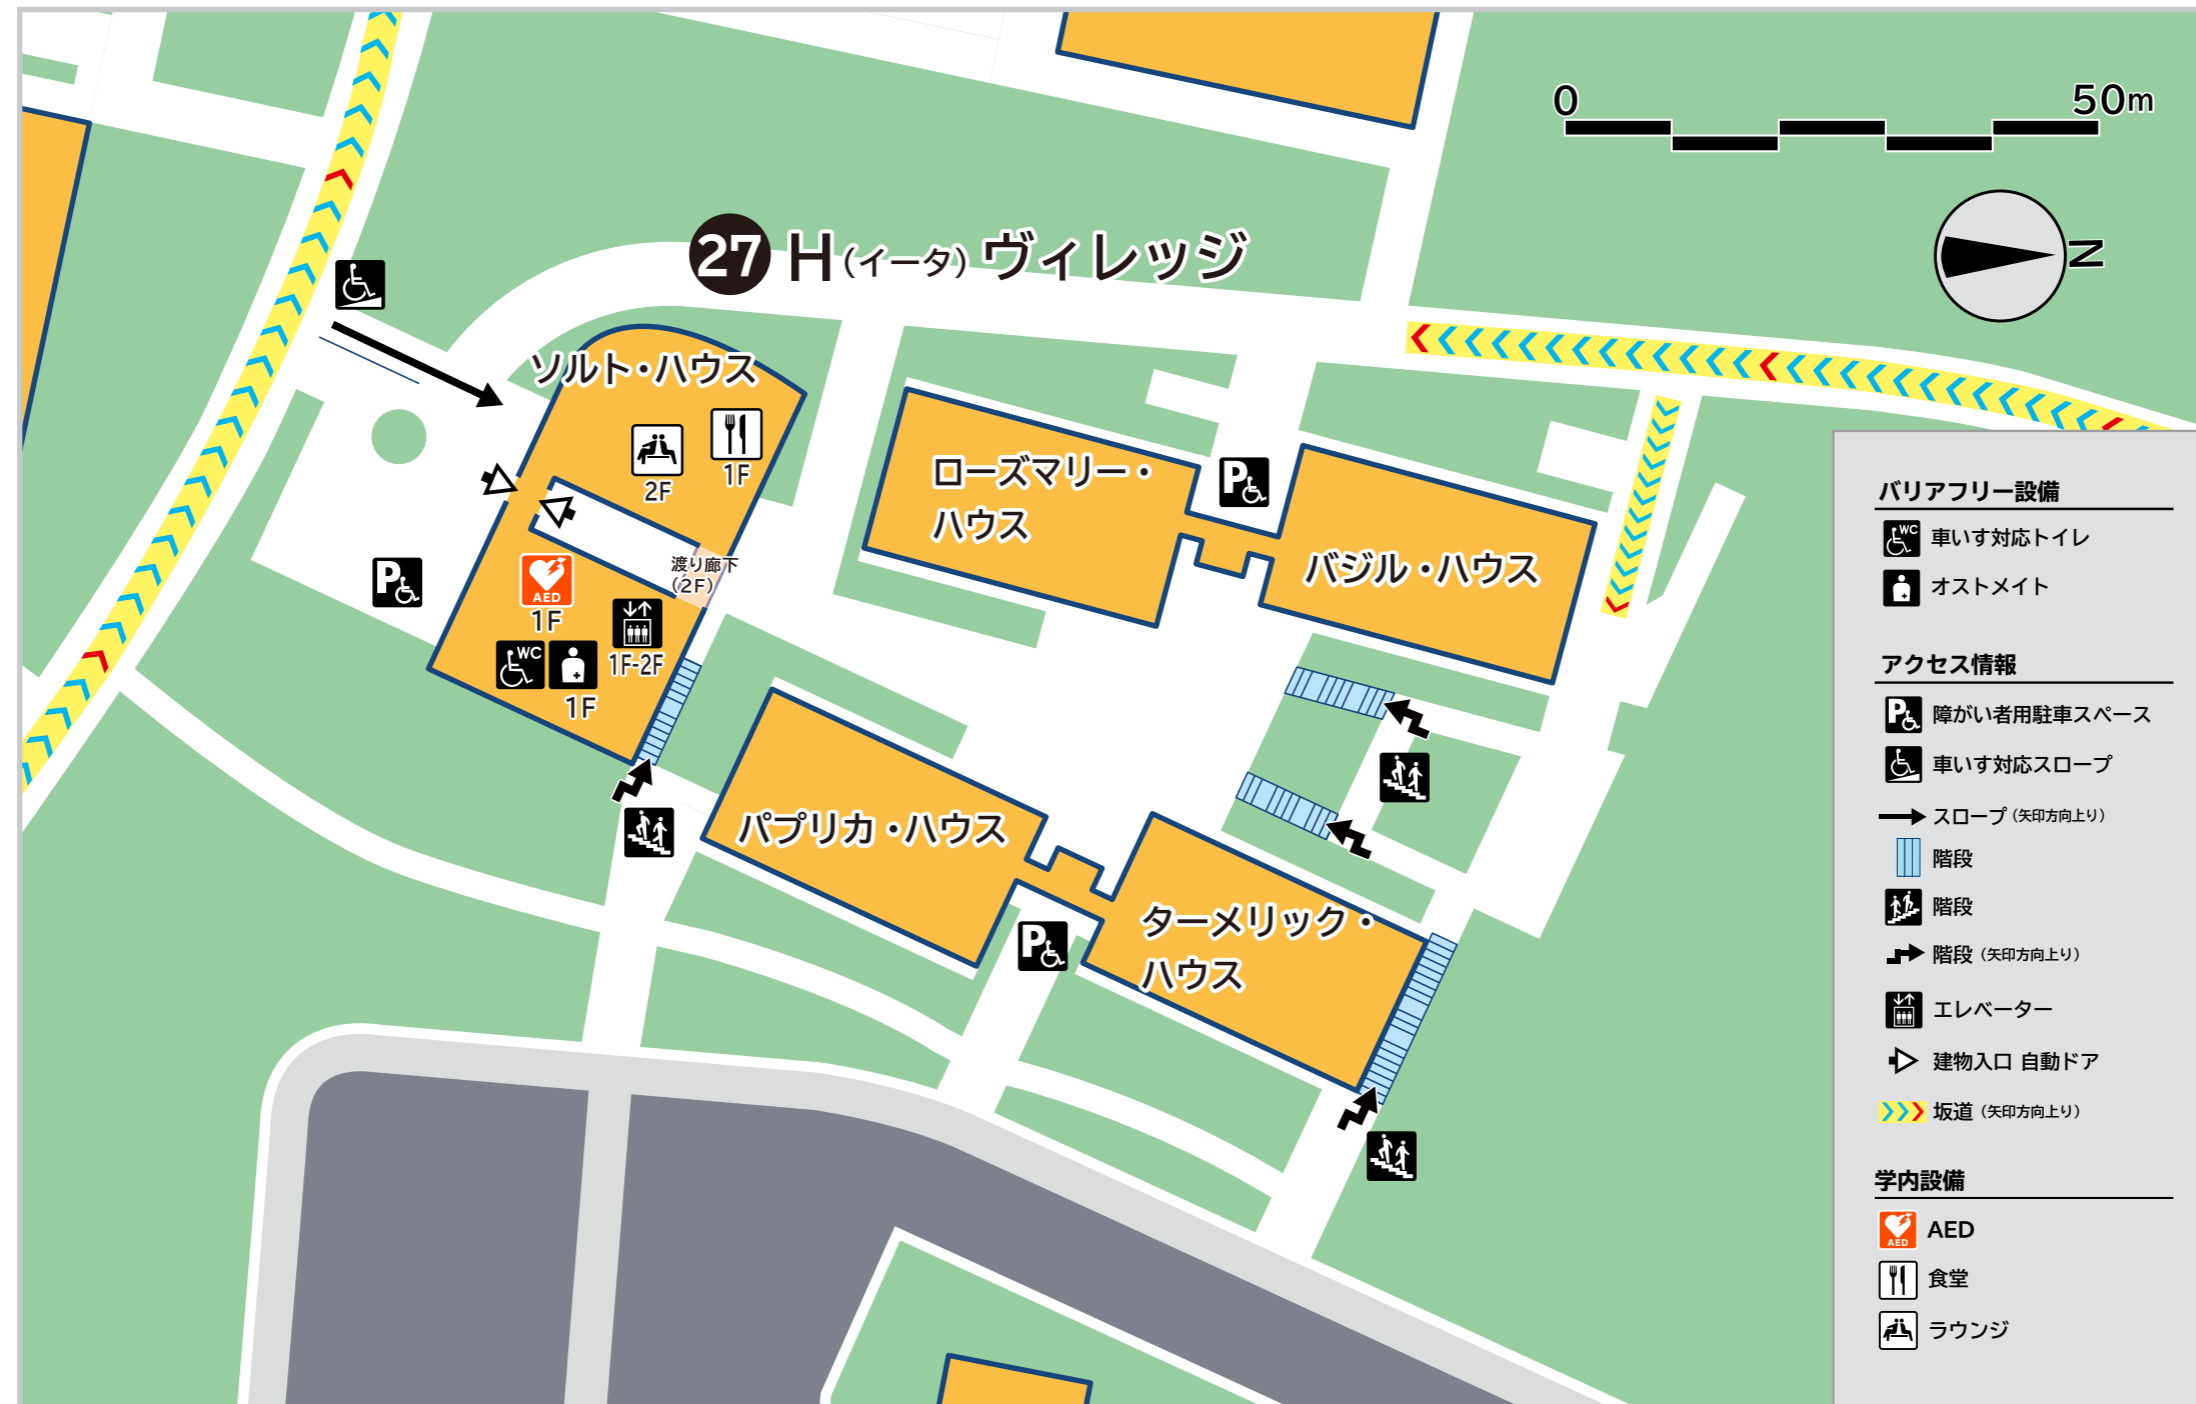 0 50m
N
27 H(イータ)ヴィレッジ
ソルト・ハウス
2F
1F
渡り廊下
(2F)
AED
1F
WC
1F
1F-2F
P
ローズマリー・
ハウス
P
バジル・ハウス
パプリカ・ハウス
P
ターメリック・
ハウス
バリアフリー設備
WC 車いす対応トイレ
オストメイト
アクセス情報
P 障がい者用駐車スペース
車いす対応スロープ
スロープ(矢印方向上り)
階段
階段
階段(矢印方向上り)
エレベーター
建物入口 自動ドア
坂道(矢印方向上り)
学内設備
AED AED
食堂
ラウンジ